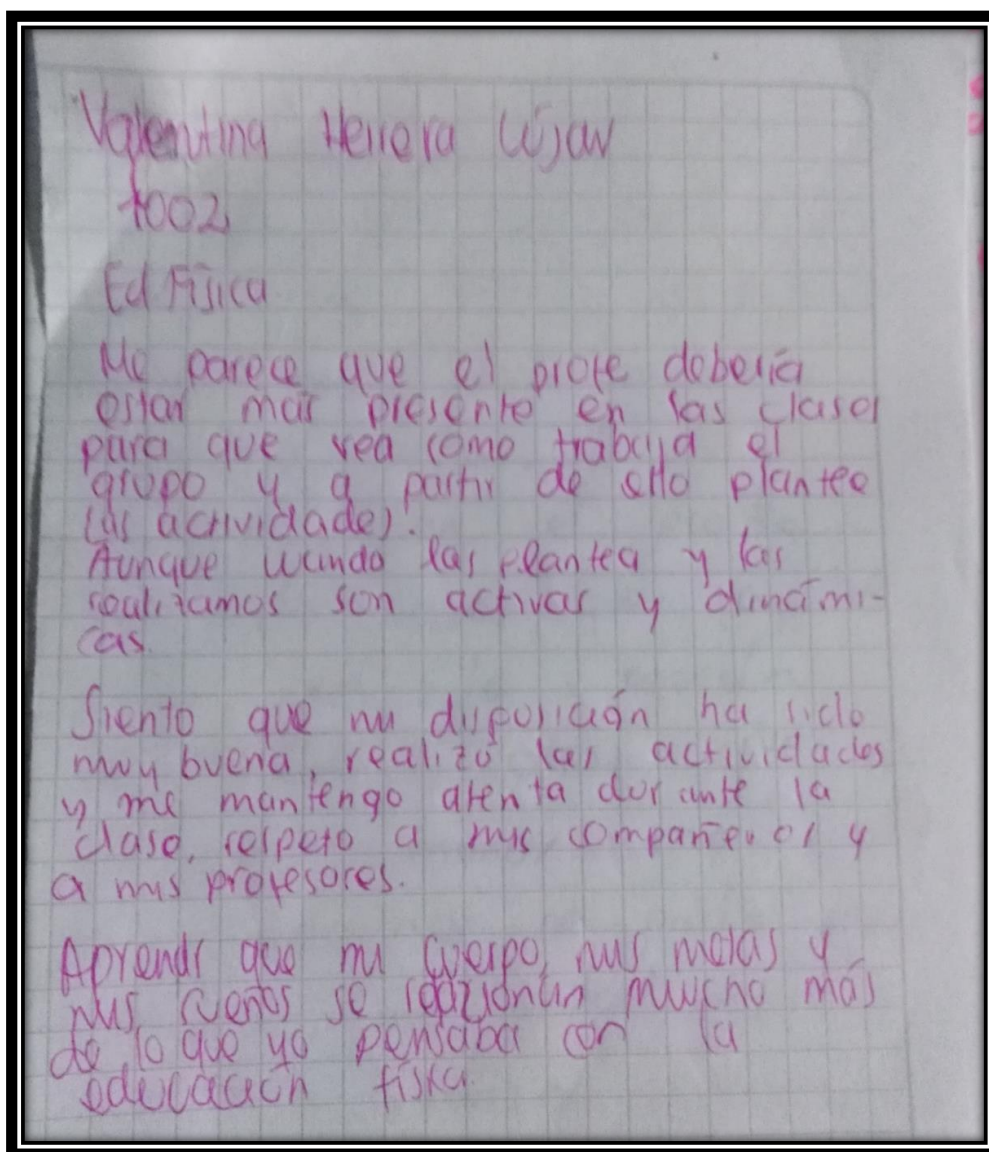 Valentina Herrera Lújar
1002
Ed Física
Me parece que el profe debería
estar más presente en las clases
para que vea como trabaja el
grupo y a partir de ello plantee
las actividades.
Aunque cuando las plantea y las
realizamos son activas y dinámi-
cas.
Siento que mi disposición ha sido
muy buena, realizo las actividades
y me mantengo atenta durante la
clase, respeto a mis compañeros y
a mis profesores.
Aprendí que mi cuerpo, mis metas y
mis sueños se relacionan mucho más
de lo que yo pensaba con la
educación física.